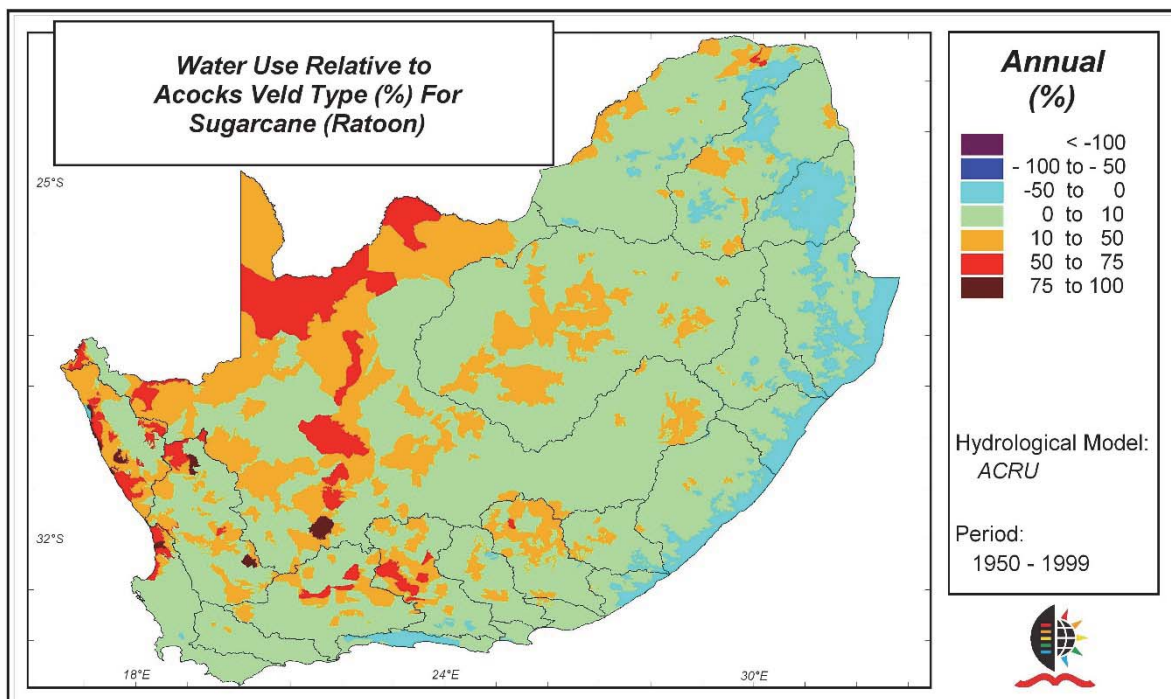 Water Use Relative to
Acocks Veld Type (%) For
Sugarcane (Ratoon)
25°S
32°S
18°E
24°E
30°E
Annual
(%)
< -100
- 100 to - 50
-50 to 0
0 to 10
10 to 50
50 to 75
75 to 100
Hydrological Model:
ACRU
Period:
1950 - 1999